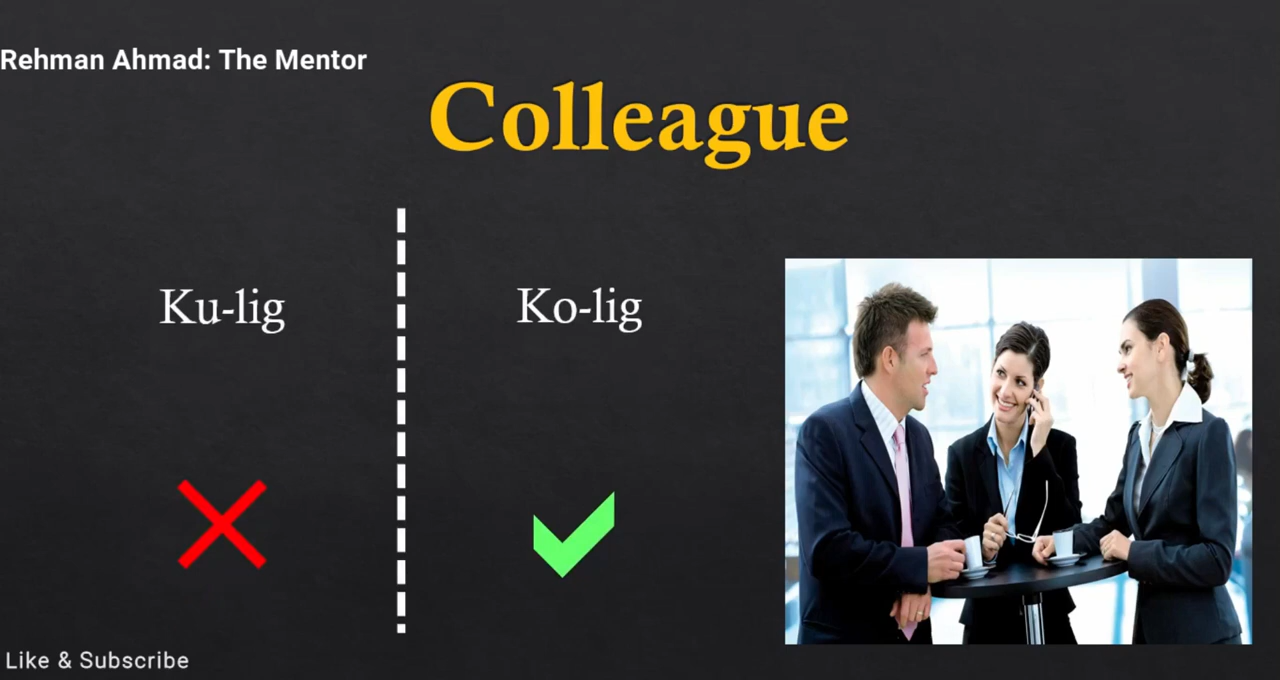 Rehman Ahmad: The Mentor
Colleague
Ku-lig
Ko-lig
Like & Subscribe